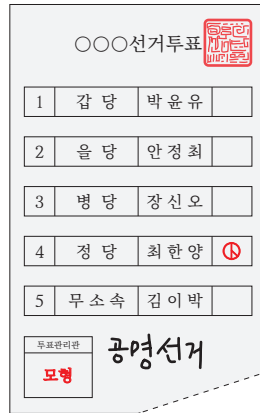 ○○○선거투표
1 갑 당 박 윤 유
2 을 당 안 정 최
3 병 당 장 신 오
4 정 당 최 한 양
5 무 소 속 김 이 박
투표관리관
모형
공명선거